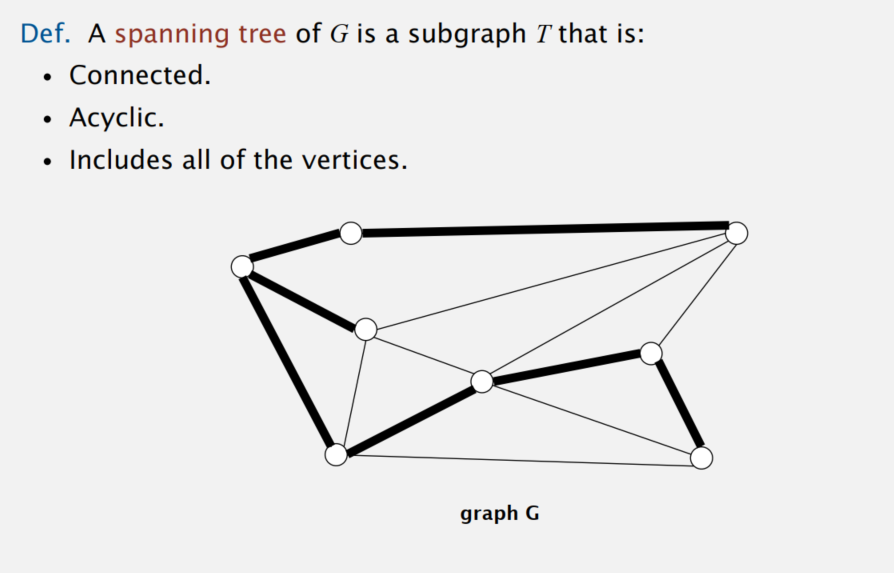 Def. A spanning tree of G is a subgraph T that is:
• Connected.
• Acyclic.
• Includes all of the vertices.
graph G